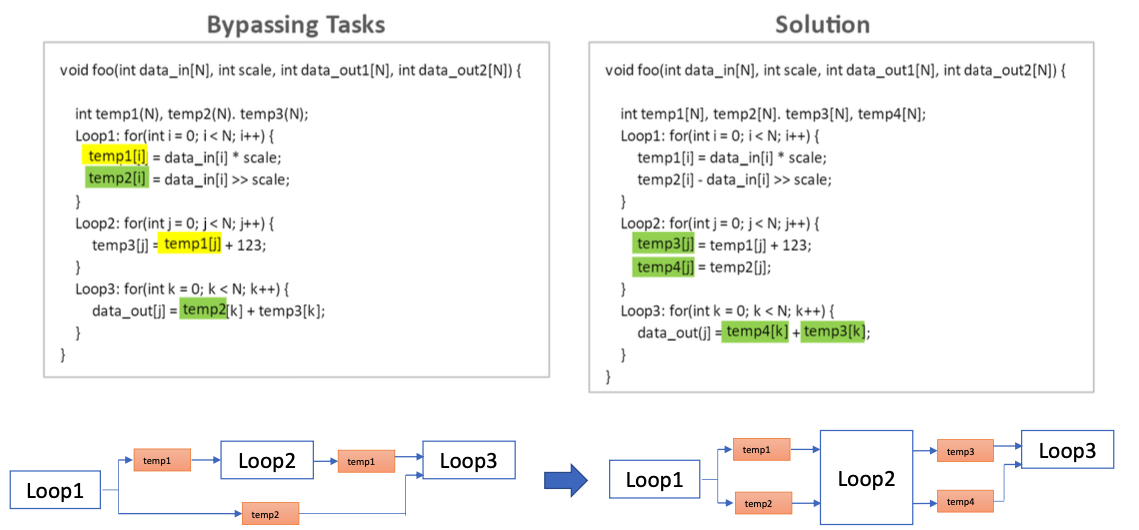 Bypassing Tasks
void foo(int data_in[N], int scale, int data_out1[N], int data_out2[N]) {
int temp1(N), temp2(N). temp3(N);
Loop1: for(int i = 0; i < N; i++) {
temp1[i] = data_in[i] * scale;
temp2[i] = data_in[i] >> scale;
}
Loop2: for(int j = 0; j < N; j++) {
temp3[j] = temp1[j] + 123;
}
Loop3: for(int k = 0; k < N; k++) {
data_out[j] = temp2[k] + temp3[k];
}
}
Solution
void foo(int data_in[N], int scale, int data_out1[N], int data_out2[N]) {
int temp1[N], temp2[N]. temp3[N], temp4[N];
Loop1: for(int i = 0; i < N; i++) {
temp1[i] = data_in[i] * scale;
temp2[i] - data_in[i] >> scale;
}
Loop2: for(int j = 0; j < N; j++) {
temp3[j] = temp1[j] + 123;
temp4[j] = temp2[j];
}
Loop3: for(int k = 0; k < N; k++) {
data_out(j] = temp4[k] + temp3[k];
}
}
Loop1
temp1
Loop2
temp1
Loop3
temp2
Loop1
temp1
temp2
Loop2
temp3
temp4
Loop3